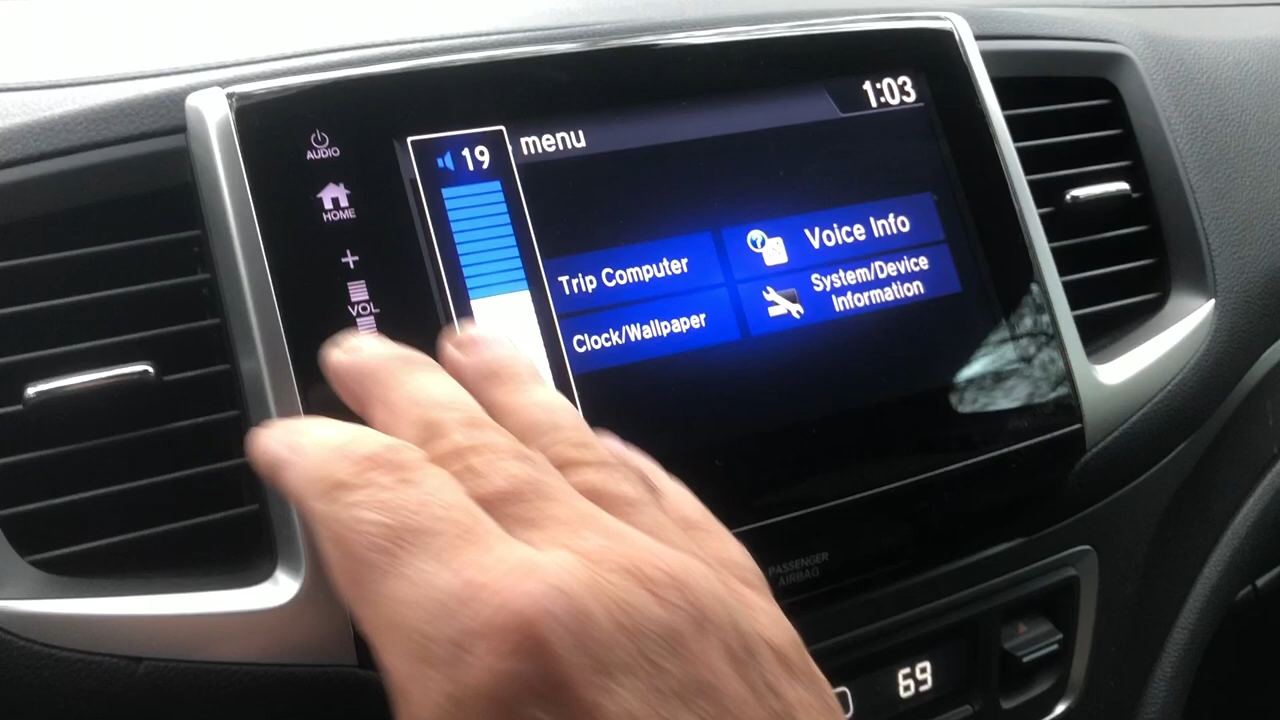 1:03
menu
AUDIO
19
HOME
+
VOL
Trip Computer
Voice Info
Clock/Wallpaper
System/Device
Information
PASSENGER
AIRBAG
69